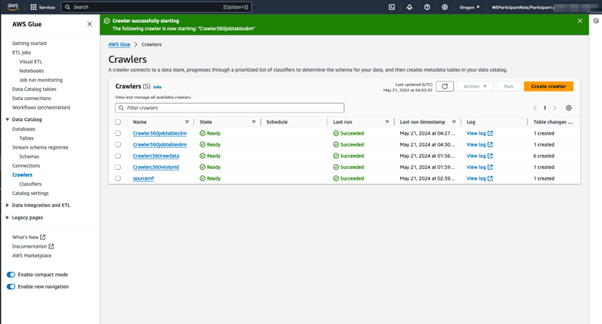 aws
Services
Search
[Option+S]
Oregon
WSParticipantRole/Participant
AWS Glue
Getting started
ETL jobs
Visual ETL
Notebooks
Job run monitoring
Data Catalog tables
Data connections
Workflows (orchestration)
Data Catalog
Databases
Tables
Stream schema registries
Schemas
Connections
Crawlers
Classifiers
Catalog settings
Data Integration and ETL
Legacy pages
What's New
Documentation
AWS Marketplace
Enable compact mode
Enable new navigation
Crawler successfully starting
The following crawler is now starting: "Crawler360jobtables6m"
AWS Glue > Crawlers
Crawlers
A crawler connects to a data store, progresses through a prioritized list of classifiers to determine the schema for your data, and then creates metadata tables in your data catalog.
Crawlers (5) Info
View and manage all available crawlers.
Last updated (UTC)
May 21, 2024 at 04:53:55
Action
Run
Create crawler
Filter crawlers
1
Name State Schedule Last run Last run timestamp Log Table changes ...
Crawler360jobtables3m Ready Succeeded May 21, 2024 at 04:27... View log 1 created
Crawler360jobtables6m Ready Succeeded May 21, 2024 at 04:30... View log 1 created
Crawlerc360rawdata Ready Succeeded May 21, 2024 at 01:56... View log 6 created
Crawlerc360visitorid Ready Succeeded May 21, 2024 at 01:59... View log 1 created
sourcemf Ready Succeeded May 21, 2024 at 02:39... View log 1 created